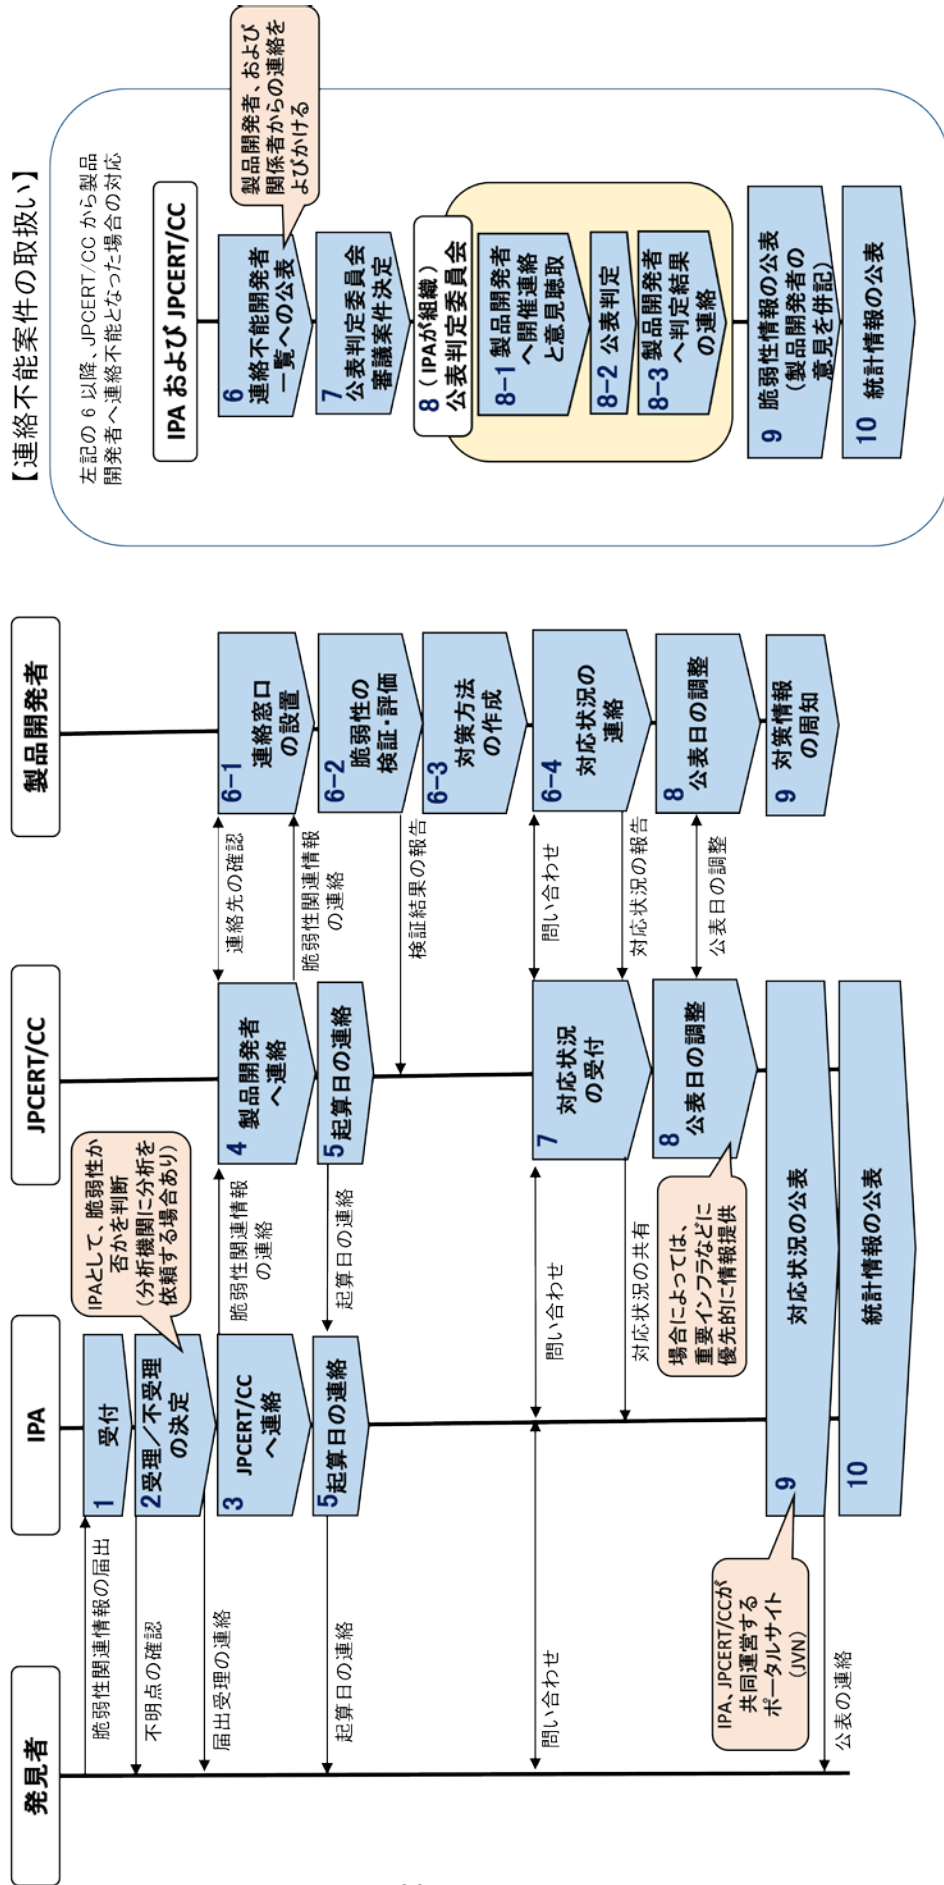 発見者
IPA
JPCERT/CC
製品開発者
脆弱性関連情報の届出
1
受付
不明点の確認
2
受理／不受理
の決定
IPAとして、脆弱性か
否かを判断
（分析機関に分析を
依頼する場合あり）
届出受理の連絡
3
JPCERT/CC
へ連絡
脆弱性関連情報
の連絡
4
製品開発者
へ連絡
連絡先の確認
脆弱性関連情報
の連絡
6-1
連絡窓口
の設置
起算日の連絡
5
起算日の連絡
起算日の連絡
5
起算日の連絡
6-2
脆弱性の
検証・評価
検証結果の報告
6-3
対策方法
の作成
問い合わせ
問い合わせ
7
対応状況
の受付
問い合わせ
6-4
対応状況の
連絡
対応状況の共有
対応状況の報告
場合によっては、
重要インフラなどに
優先的に情報提供
8
公表日の調整
公表日の調整
8
公表日の調整
IPA、JPCERT/CCが
共同運営する
ポータルサイト
（JVN）
9
対応状況の公表
9
対策情報
の周知
公表の連絡
10
統計情報の公表
【連絡不能案件の取扱い】
左記の 6 以降、JPCERT/CC から製品
開発者へ連絡不能となった場合の対応
IPA および JPCERT/CC
6
連絡不能開発者
一覧への公表
製品開発者、および
関係者からの連絡を
よびかける
7
公表判定委員会
審議案件決定
8（IPAが組織）
公表判定委員会
8-1
製品開発者
へ開催連絡
と意見聴取
8-2
公表判定
8-3
製品開発者
へ判定結果
の連絡
9
脆弱性情報の公表
（製品開発者の
意見を併記）
10
統計情報の公表